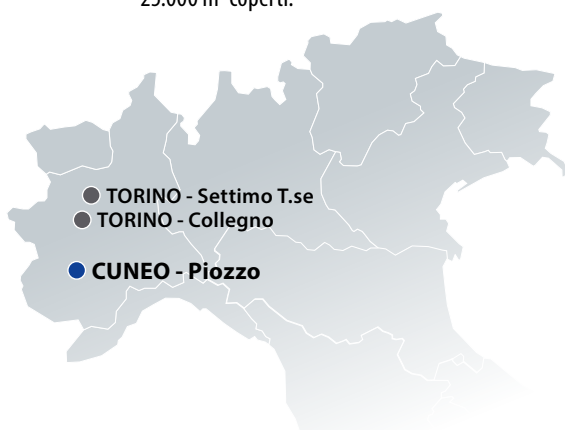 25.000 m² coperti.
TORINO - Settimo T.se
TORINO - Collegno
CUNEO - Piozzo